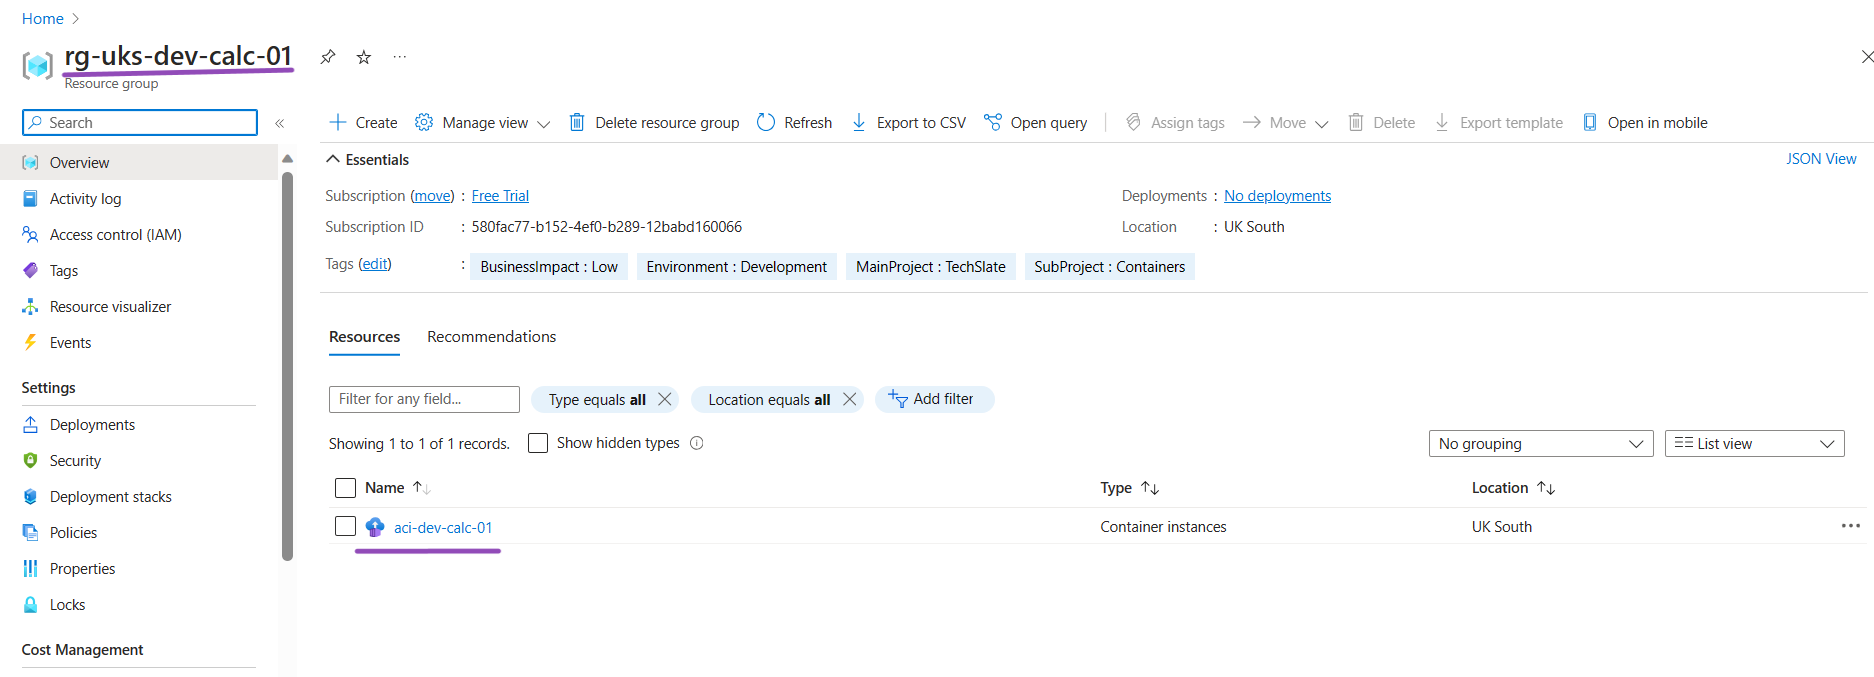 Home
rg-uks-dev-calc-01
Resource group
Search
Overview
Activity log
Access control (IAM)
Tags
Resource visualizer
Events
Settings
Deployments
Security
Deployment stacks
Policies
Properties
Locks
Cost Management
Create Manage view Delete resource group Refresh Export to CSV Open query Assign tags Move Delete Export template Open in mobile
Essentials
JSON View
Subscription (move) : Free Trial
Subscription ID : 580fac77-b152-4ef0-b289-12babd160066
Tags (edit) : BusinessImpact : Low Environment : Development MainProject : TechSlate SubProject : Containers
Deployments : No deployments
Location : UK South
Resources Recommendations
Filter for any field... Type equals all Location equals all Add filter
Showing 1 to 1 of 1 records. Show hidden types No grouping List view
Name Type Location
aci-dev-calc-01 Container instances UK South